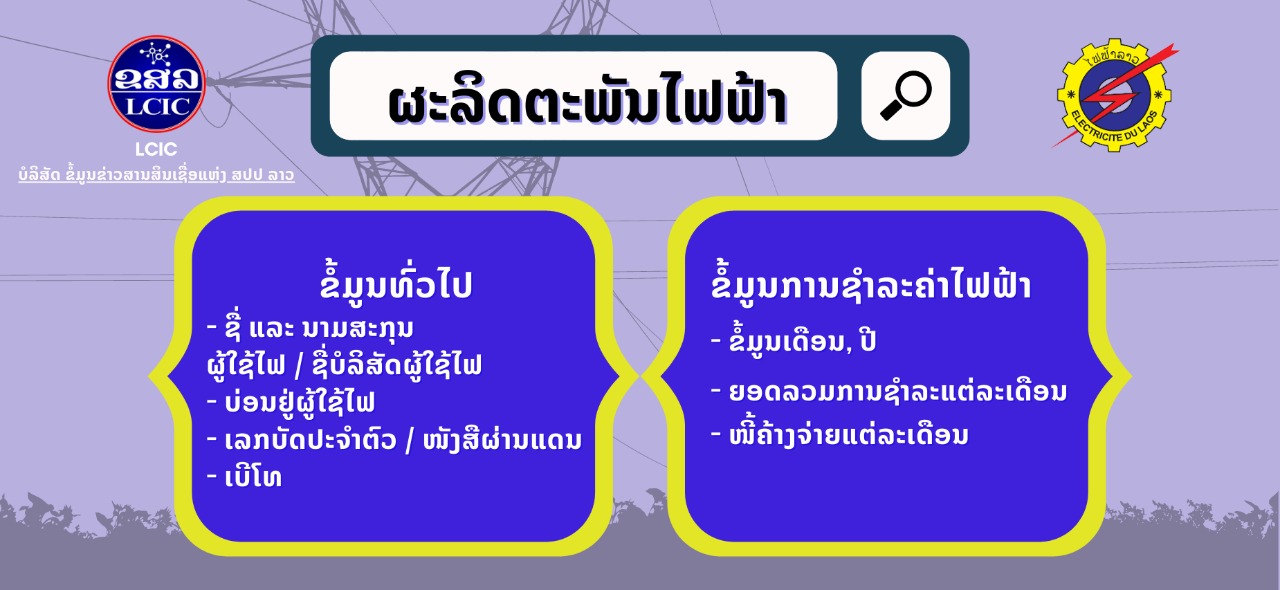 ຂສລ
LCIC
LCIC
ບໍລິສັດ ຂໍ້ມູນຂ່າວສານສິນເຊື່ອແຫ່ງ ສປປ ລາວ
ຜະລິດຕະພັນໄຟຟ້າ
ໄຟຟ້າລາວ
ELECTRICITE DU LAOS
ຂໍ້ມູນທົ່ວໄປ
- ຊື່ ແລະ ນາມສະກຸນ
ຜູ້ໃຊ້ໄຟ / ຊື່ບໍລິສັດຜູ້ໃຊ້ໄຟ
- ບ່ອນຢູ່ຜູ້ໃຊ້ໄຟ
- ເລກບັດປະຈຳຕົວ / ໜັງສືຜ່ານແດນ
- ເບີໂທ
ຂໍ້ມູນການຊຳລະຄ່າໄຟຟ້າ
- ຂໍ້ມູນເດືອນ, ປີ
- ຍອດລວມການຊຳລະແຕ່ລະເດືອນ
- ໜີ້ຄ້າງຈ່າຍແຕ່ລະເດືອນ